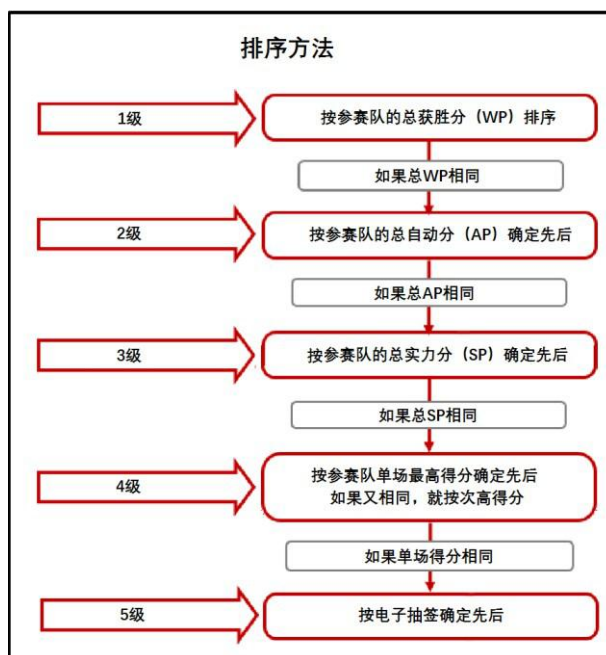 排序方法
1级
按参赛队的总获胜分（WP）排序
如果总WP相同
2级
按参赛队的总自动分（AP）确定先后
如果总AP相同
3级
按参赛队的总实力分（SP）确定先后
如果总SP相同
4级
按参赛队单场最高得分确定先后
如果又相同，就按次高得分
如果单场得分相同
5级
按电子抽签确定先后